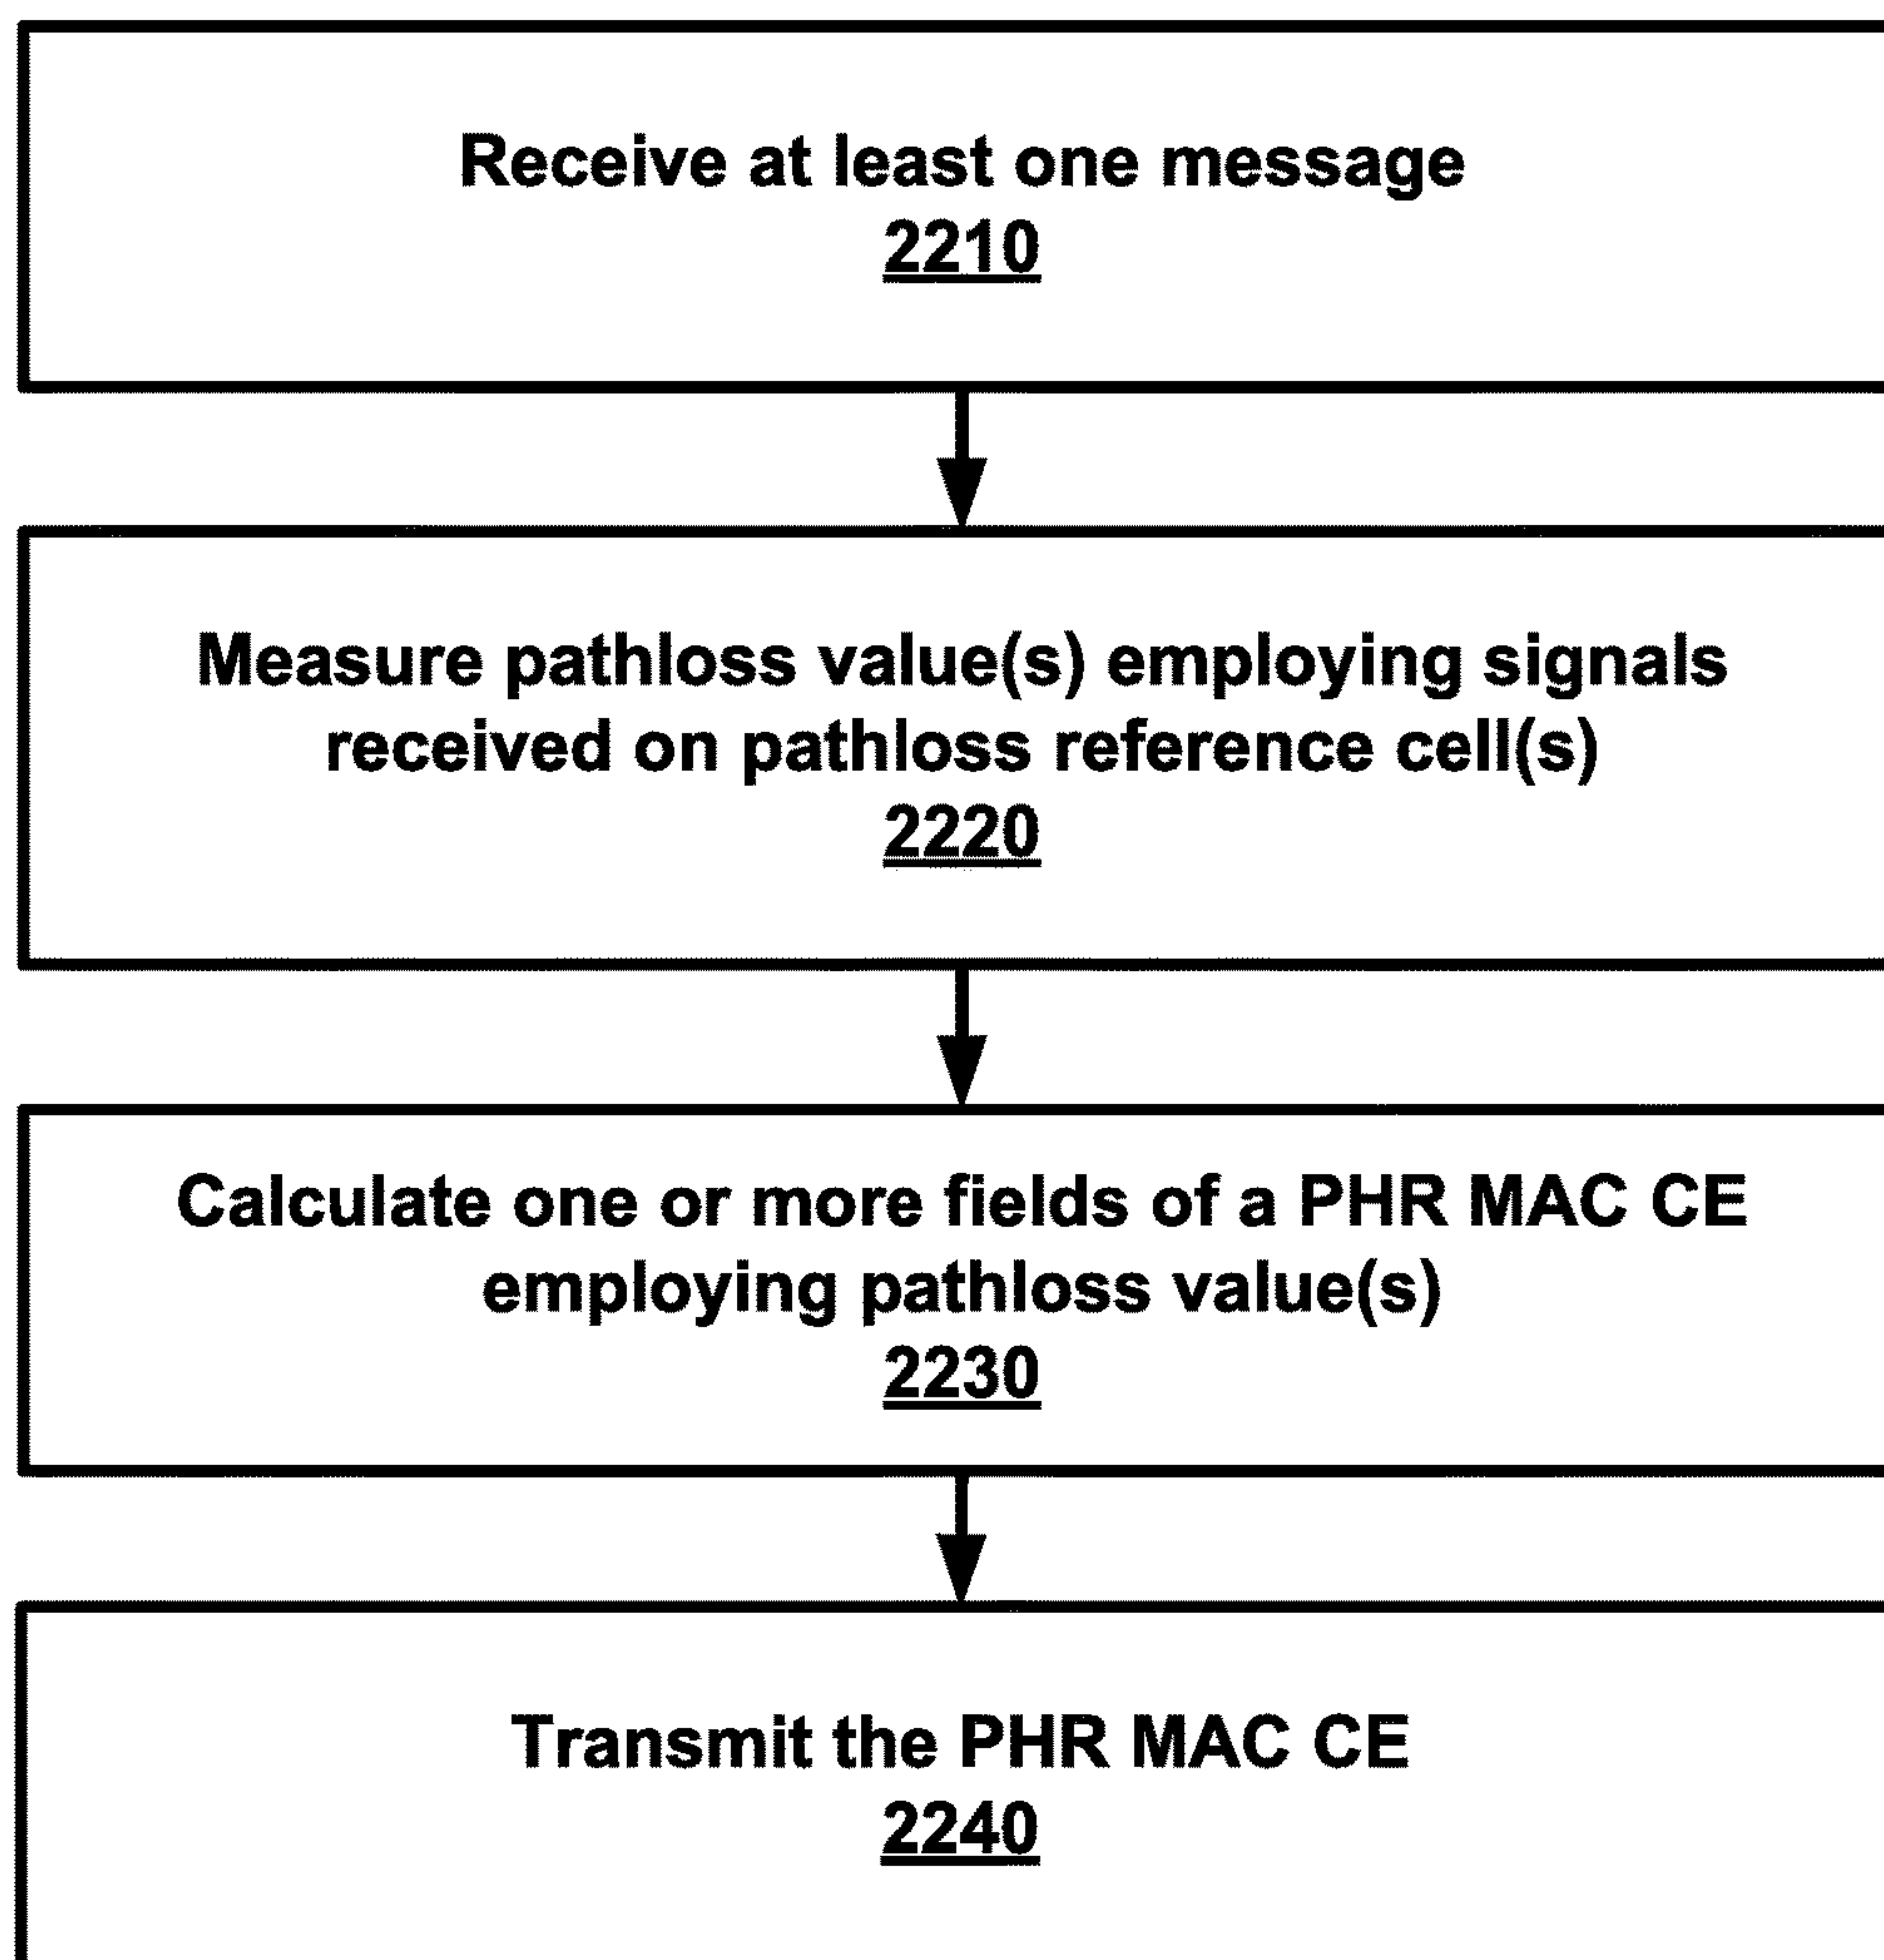 Receive at least one message
2210
Measure pathloss value(s) employing signals
received on pathloss reference cell(s)
2220
Calculate one or more fields of a PHR MAC CE
employing pathloss value(s)
2230
Transmit the PHR MAC CE
2240